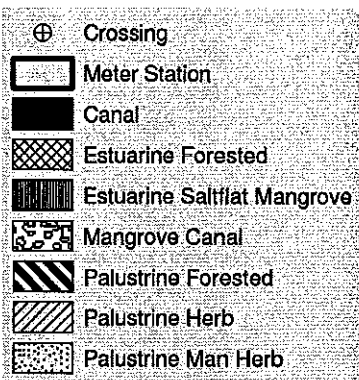 Crossing
Meter Station
Canal
Estuarine Forested
Estuarine Saltflat Mangrove
Mangrove Canal
Palustrine Forested
Palustrine Herb
Palustrine Man Herb